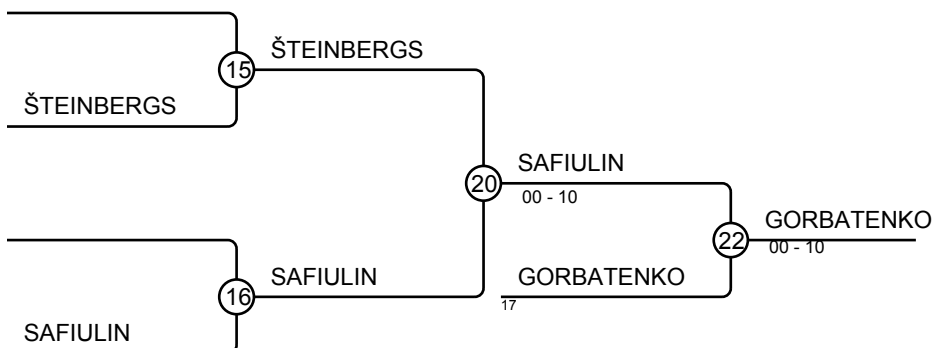 ŠTEINBERGS
15
ŠTEINBERGS
SAFIULIN
20
00 - 10
GORBATENKO
22
00 - 10
SAFIULIN
GORBATENKO
16
17
SAFIULIN